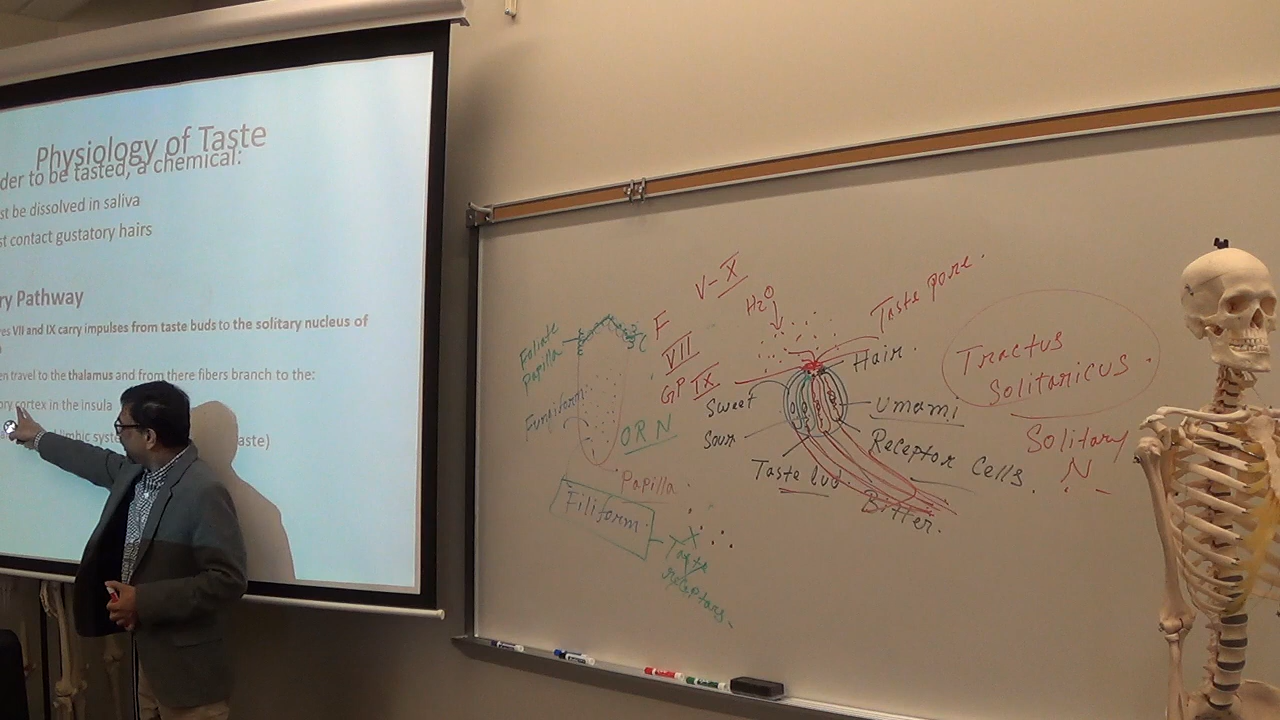 Physiology of Taste
der to be tasted, a chemical:
st be dissolved in saliva
st contact gustatory hairs
ry Pathway
es VII and IX carry impulses from taste buds to the solitary nucleus of
en travel to the thalamus and from there fibers branch to the:
ory cortex in the insula
limbic syste
aste)
V-X
H2O
Taste pore.
Foliate
papilla
F
VII
GP IX
Hair.
Fungiform
ORN
Sweet
Sour
Umami
Receptor Cells.
Taste bud.
Bitter.
Papilla.
Filiform.
X
Taste
receptors.
Tractus
Solitaricus.
Solitary
N.